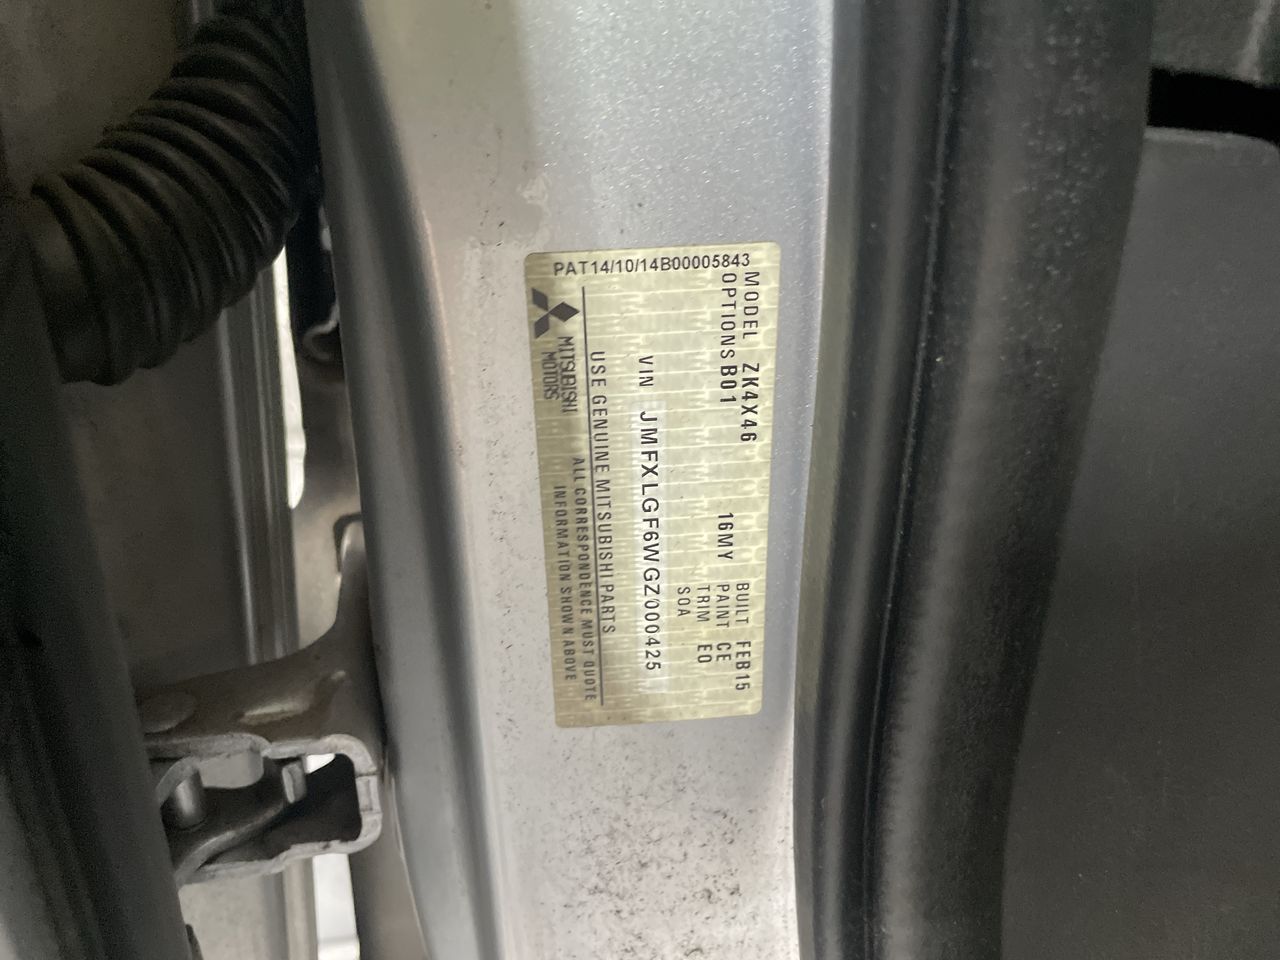 PAT14/10/14B00005843
MODEL ZK4X46
OPTIONS B01
16MY
BUILT FEB15
PAINT CE
TRIM EO
SOA
VIN JMFXLGF6WGZ000425
USE GENUINE MITSUBISHI PARTS
MITSUBISHI
MOTORS
ALL CORRESPONDENCE MUST QUOTE
INFORMATION SHOWN ABOVE